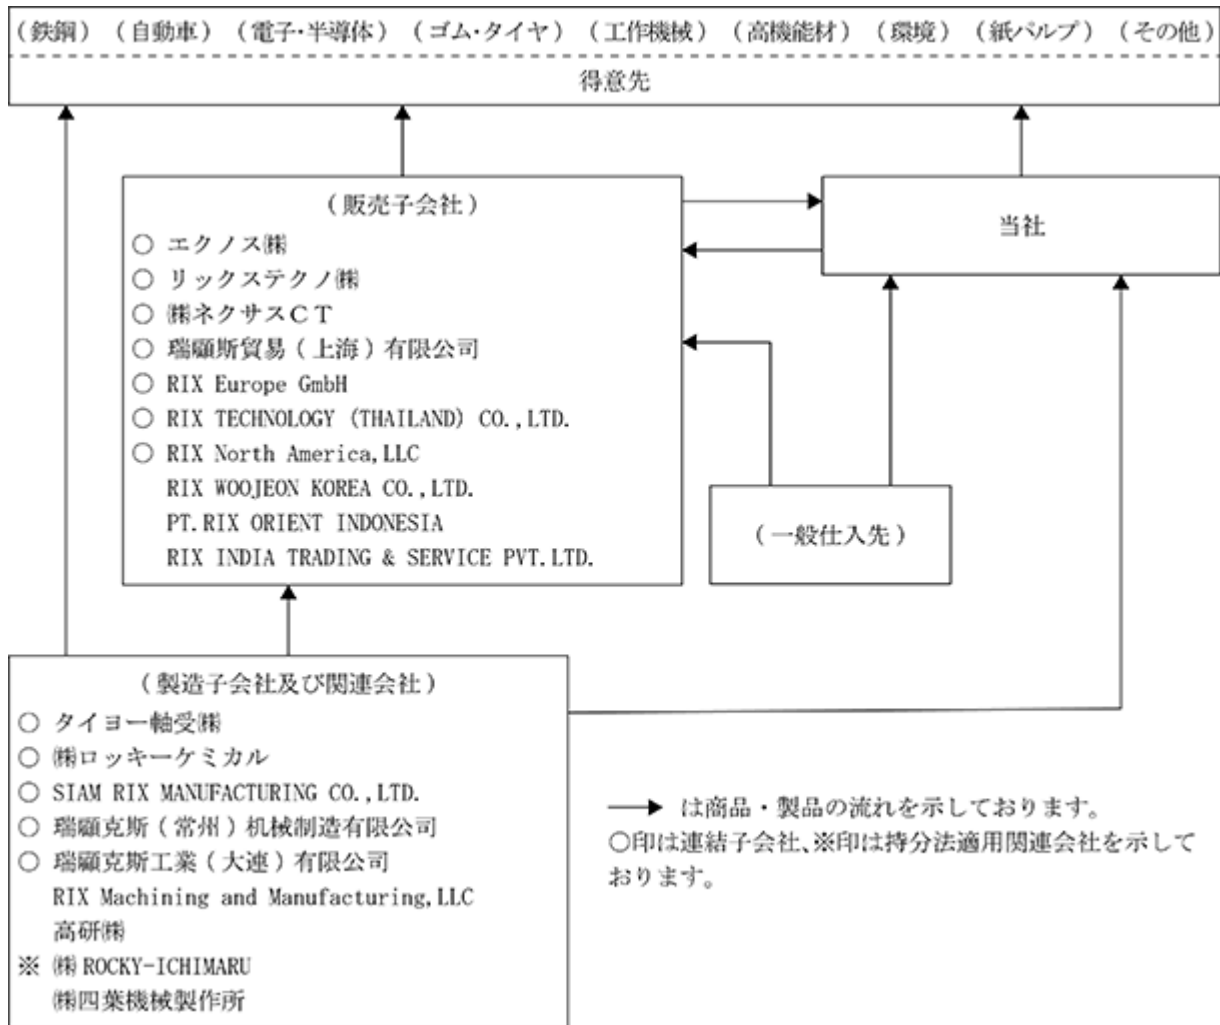 (鉄鋼) (自動車) (電子・半導体) (ゴム・タイヤ) (工作機械) (高機能材) (環境) (紙パルプ) (その他)
得意先
(販売子会社)
○ エクノス㈱
○ リックステクノ㈱
○ ㈱ネクサスCT
○ 瑞顧斯貿易(上海)有限公司
○ RIX Europe GmbH
○ RIX TECHNOLOGY (THAILAND) CO.,LTD.
○ RIX North America,LLC
RIX WOOJEON KOREA CO.,LTD.
PT.RIX ORIENT INDONESIA
RIX INDIA TRADING & SERVICE PVT.LTD.
当社
(一般仕入先)
(製造子会社及び関連会社)
○ タイヨー軸受㈱
○ ㈱ロッキーケミカル
○ SIAM RIX MANUFACTURING CO.,LTD.
○ 瑞顧克斯(常州)机械制造有限公司
○ 瑞顧克斯工業(大連)有限公司
RIX Machining and Manufacturing,LLC
高研㈱
※ ㈱ROCKY-ICHIMARU
㈱四葉機械製作所
→ は商品・製品の流れを示しております。
○印は連結子会社、※印は持分法適用関連会社を示して
おります。